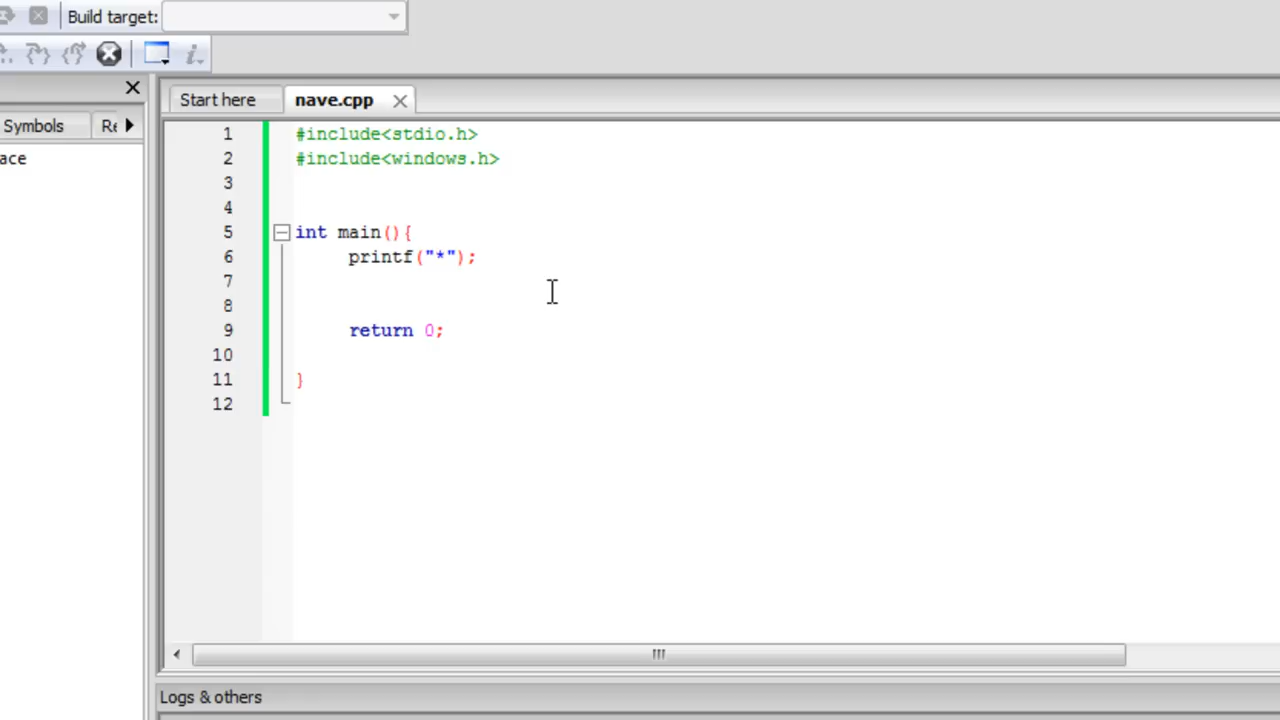 Build target:
Symbols Re
ace
Start here nave.cpp
1 #include<stdio.h>
2 #include<windows.h>
3
4
5 int main(){
6 printf("*");
7
8
9 return 0;
10
11 }
12
Logs & others